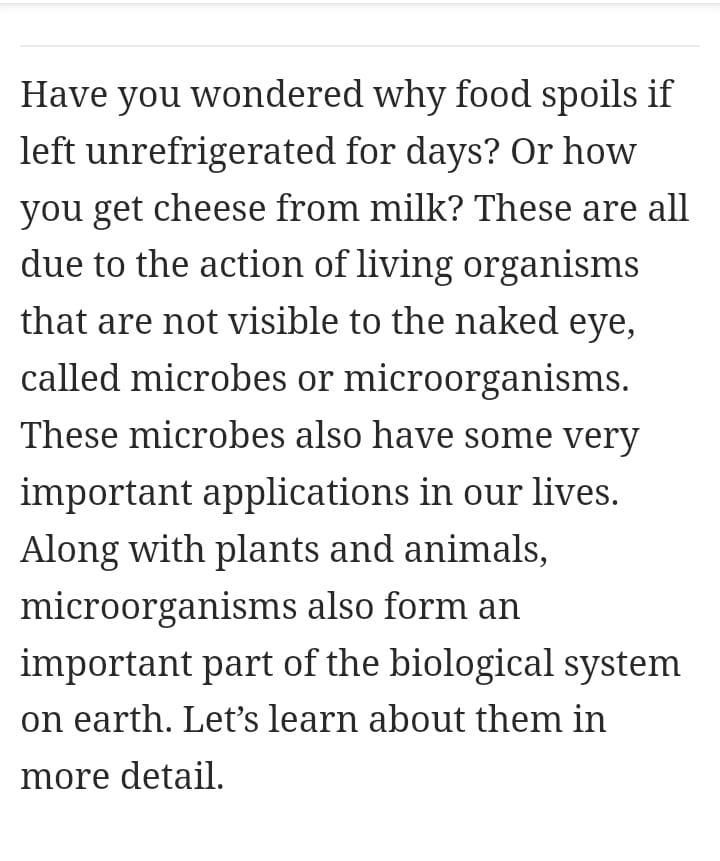 Have you wondered why food spoils if
left unrefrigerated for days? Or how
you get cheese from milk? These are all
due to the action of living organisms
that are not visible to the naked eye,
called microbes or microorganisms.
These microbes also have some very
important applications in our lives.
Along with plants and animals,
microorganisms also form an
important part of the biological system
on earth. Let’s learn about them in
more detail.